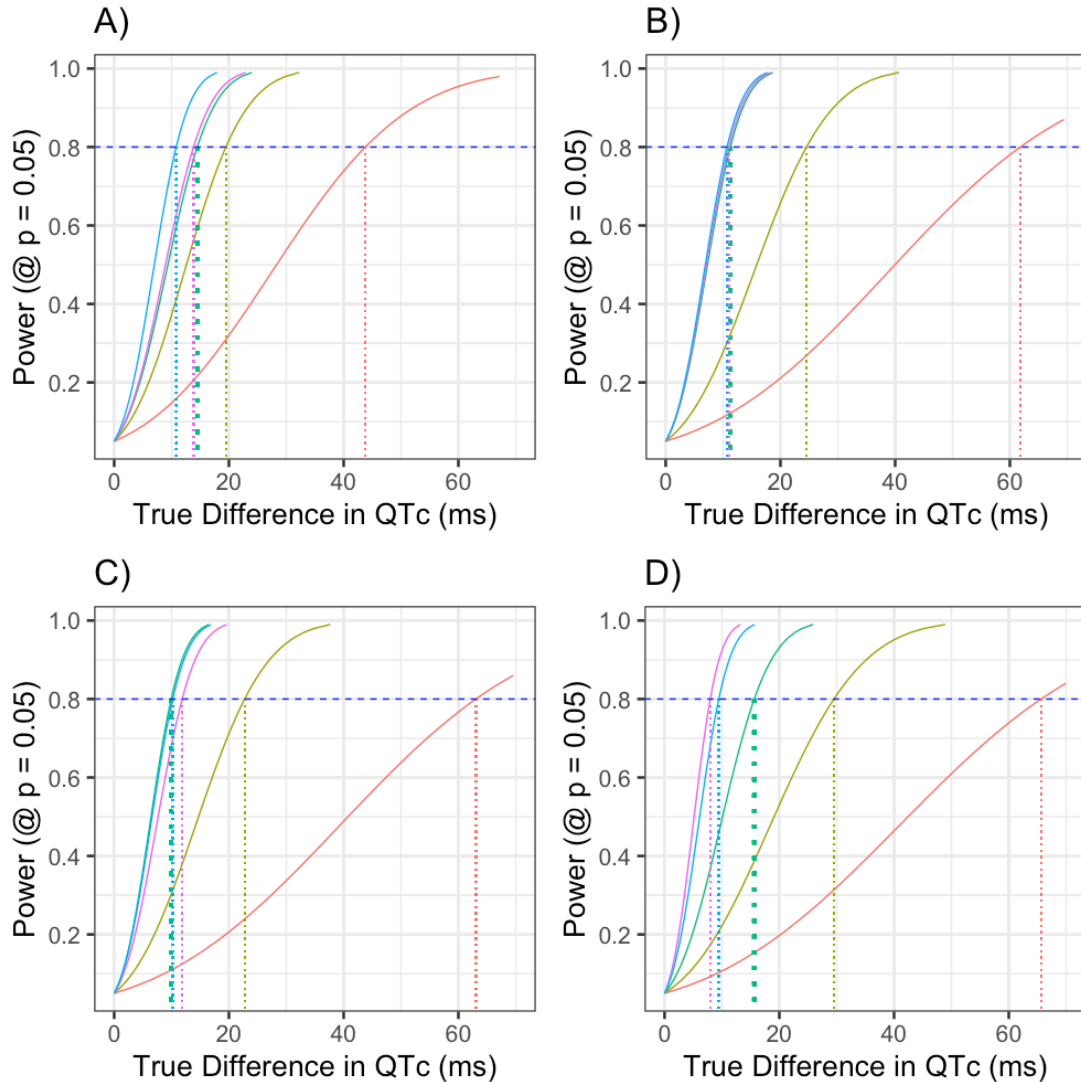 A)
1.0
0.8
0.6
0.4
0.2
0 20 40 60
Power (@ p = 0.05)
True Difference in QTc (ms)
B)
1.0
0.8
0.6
0.4
0.2
0 20 40 60
Power (@ p = 0.05)
True Difference in QTc (ms)
C)
1.0
0.8
0.6
0.4
0.2
0 20 40 60
Power (@ p = 0.05)
True Difference in QTc (ms)
D)
1.0
0.8
0.6
0.4
0.2
0 20 40 60
Power (@ p = 0.05)
True Difference in QTc (ms)